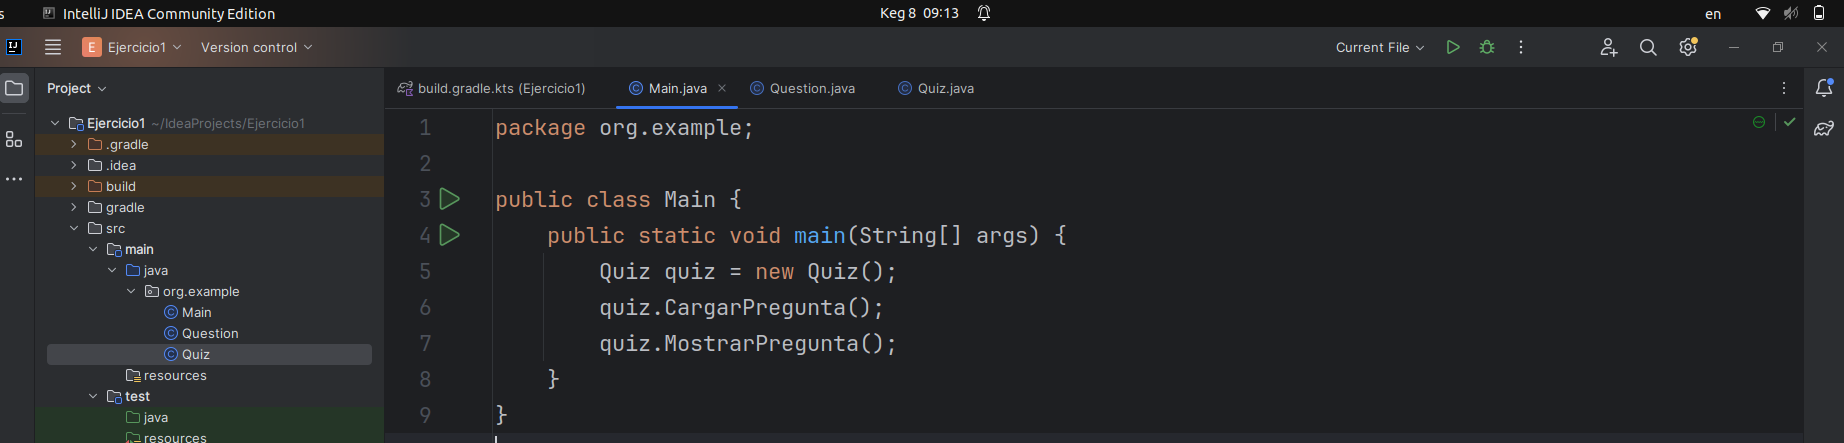 s IntelliJ IDEA Community Edition Keg 8 09:13 en
IJ E Ejercicio1 Version control Current File
Project build.gradle.kts (Ejercicio1) Main.java Question.java Quiz.java
Ejercicio1 ~/IdeaProjects/Ejercicio1
.gradle
.idea
build
gradle
src
main
java
org.example
Main
Question
Quiz
resources
test
java
resources
1 package org.example;
2
3 public class Main {
4 public static void main(String[] args) {
5 Quiz quiz = new Quiz();
6 quiz.CargarPregunta();
7 quiz.MostrarPregunta();
8 }
9 }